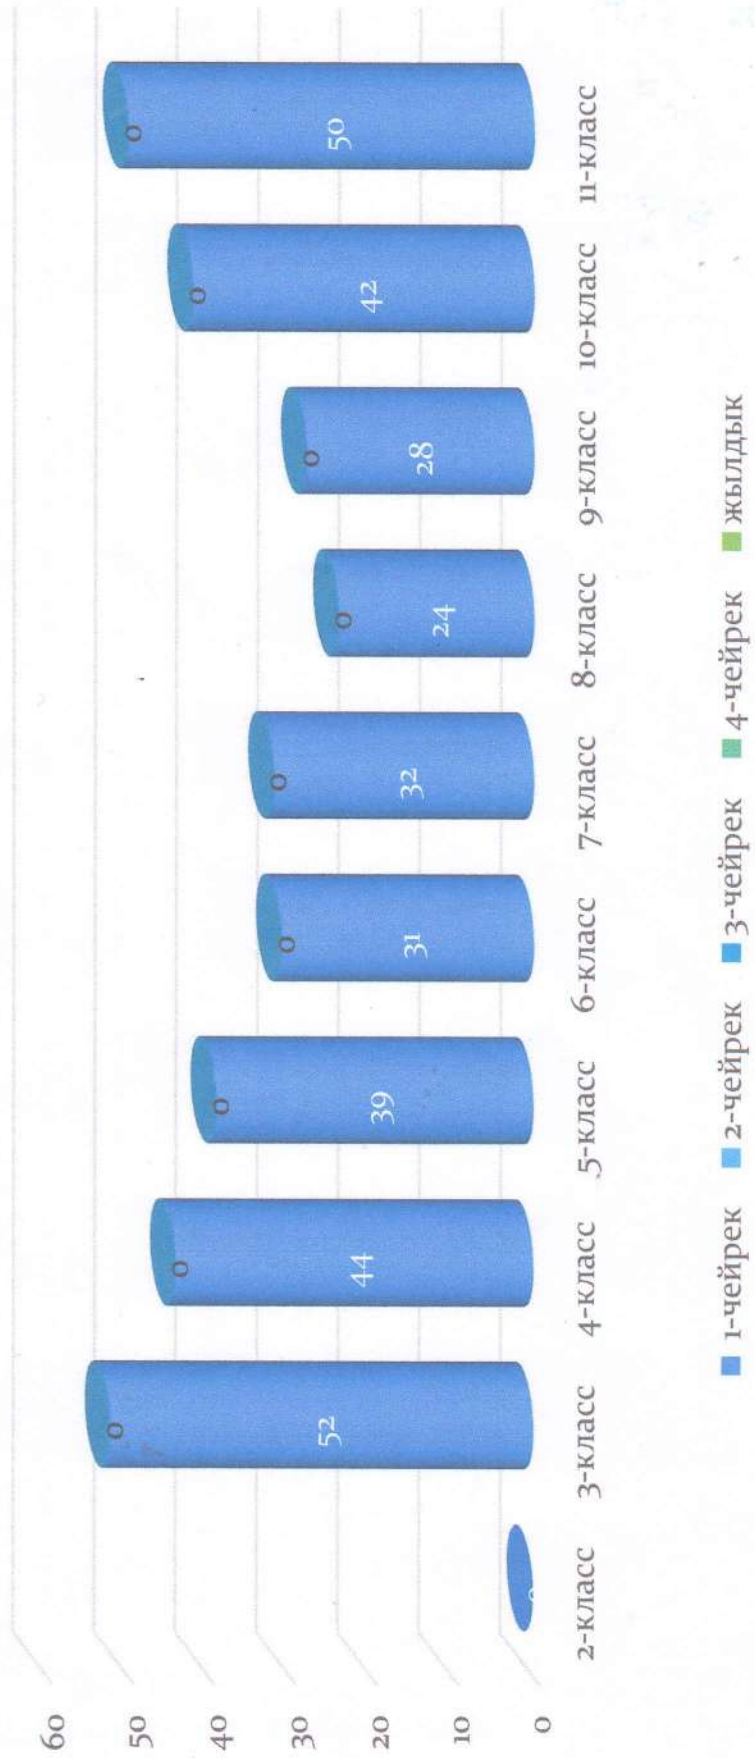 60
50
40
30
20
10
0
0
0
0
0
0
0
0
0
0
0
52
44
39
31
32
24
28
42
50
2-класс
3-класс
4-класс
5-класс
6-класс
7-класс
8-класс
9-класс
10-класс
11-класс
1-чейрек
2-чейрек
3-чейрек
4-чейрек
жылдык